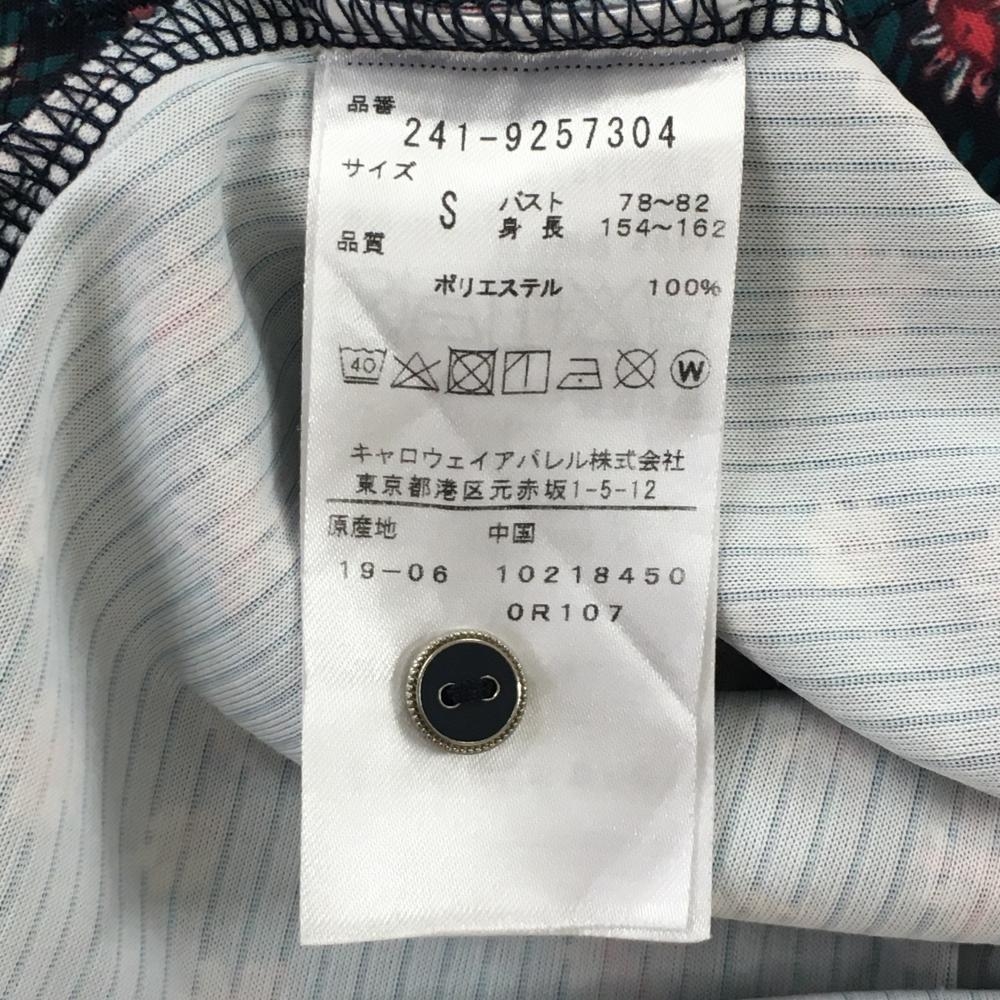 品番
241-9257304
サイズ
S バスト 78~82
身長 154~162
品質
ポリエステル 100%
40 W
キャロウェイアパレル株式会社
東京都港区元赤坂1-5-12
原産地 中国
19-06 10218450
0R107